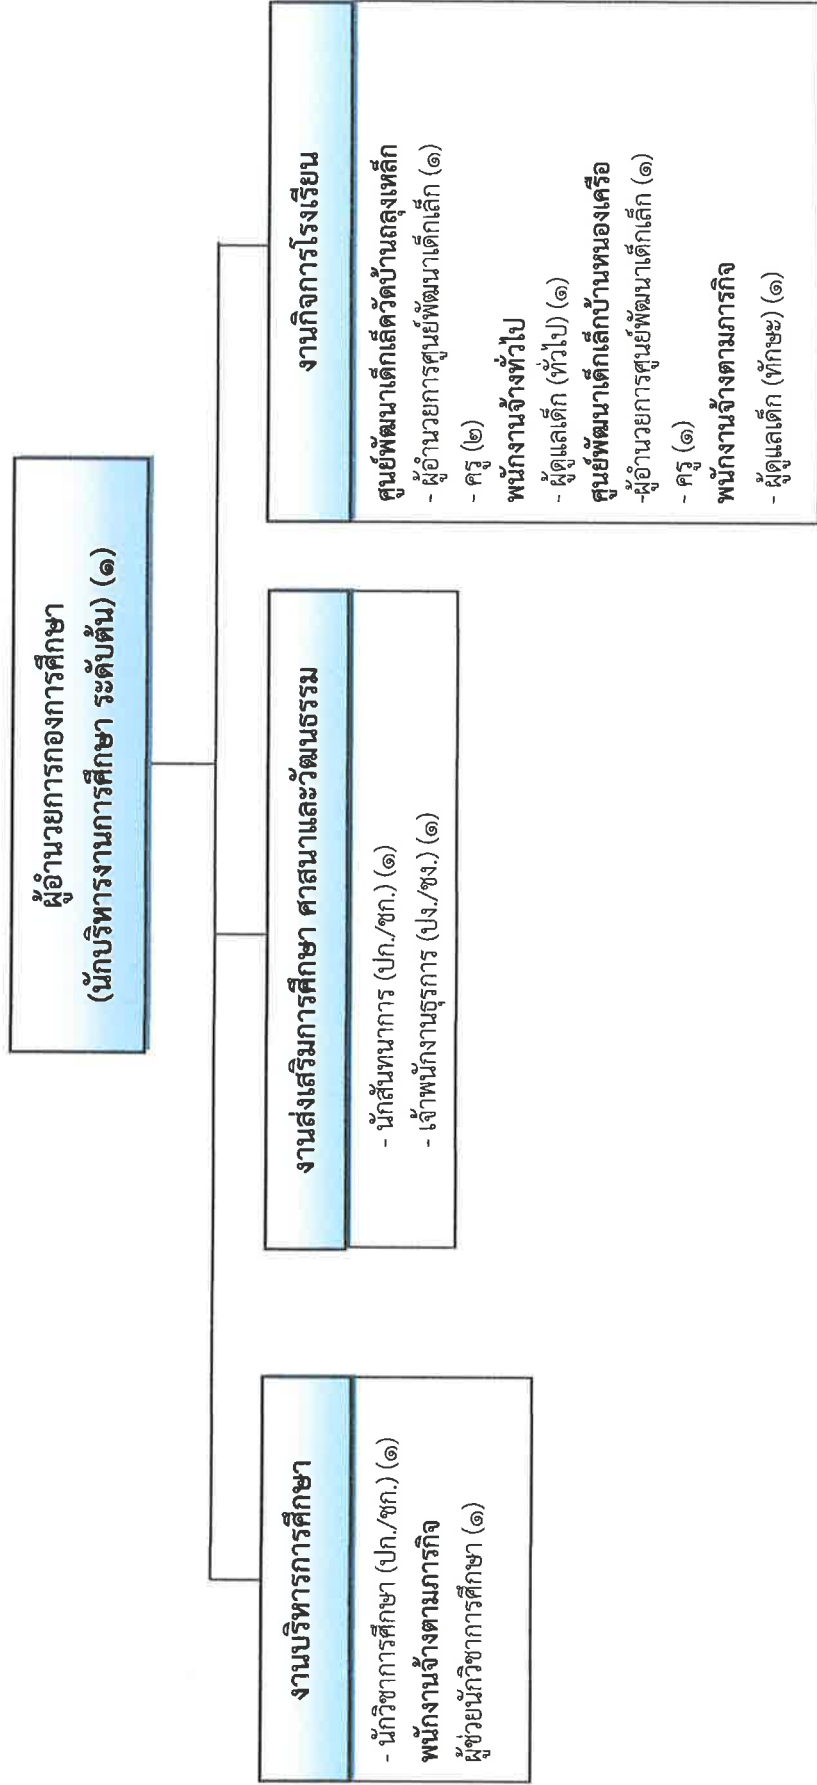 ผู้อำนวยการกองการศึกษา
(นักบริหารงานการศึกษา ระดับต้น) (๑)
งานบริหารการศึกษา
- นักวิชาการศึกษา (ปก./ชก.) (๑)
พนักงานจ้างตามภารกิจ
ผู้ช่วยนักวิชาการศึกษา (๑)
งานส่งเสริมการศึกษา ศาสนาและวัฒนธรรม
- นักสันทนาการ (ปก./ชก.) (๑)
- เจ้าพนักงานธุรการ (ปง./ชง.) (๑)
งานกิจการโรงเรียน
ศูนย์พัฒนาเด็กเล็ดวัดบ้านถลุงเหล็ก
- ผู้อำนวยการศูนย์พัฒนาเด็กเล็ก (๑)
- ครู (๒)
พนักงานจ้างทั่วไป
- ผู้ดูแลเด็ก (ทั่วไป) (๑)
ศูนย์พัฒนาเด็กเล็กบ้านหนองเครือ
-ผู้อำนวยการศูนย์พัฒนาเด็กเล็ก (๑)
- ครู (๑)
พนักงานจ้างตามภารกิจ
- ผู้ดูแลเด็ก (ทักษะ) (๑)